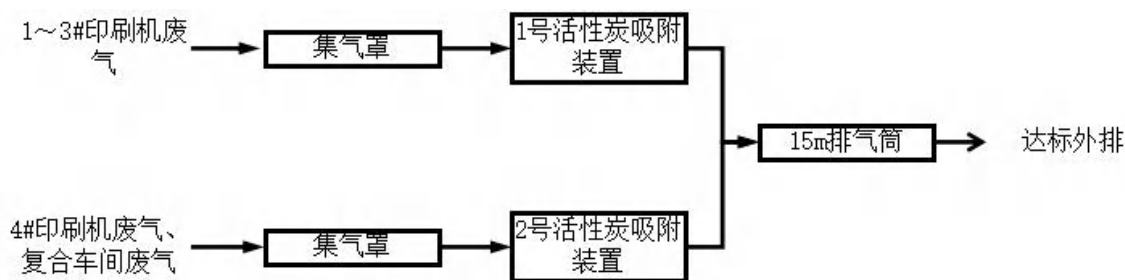 1～3#印刷机废
气
集气罩
1号活性炭吸附
装置
15m排气筒
达标外排
4#印刷机废气、
复合车间废气
集气罩
2号活性炭吸附
装置